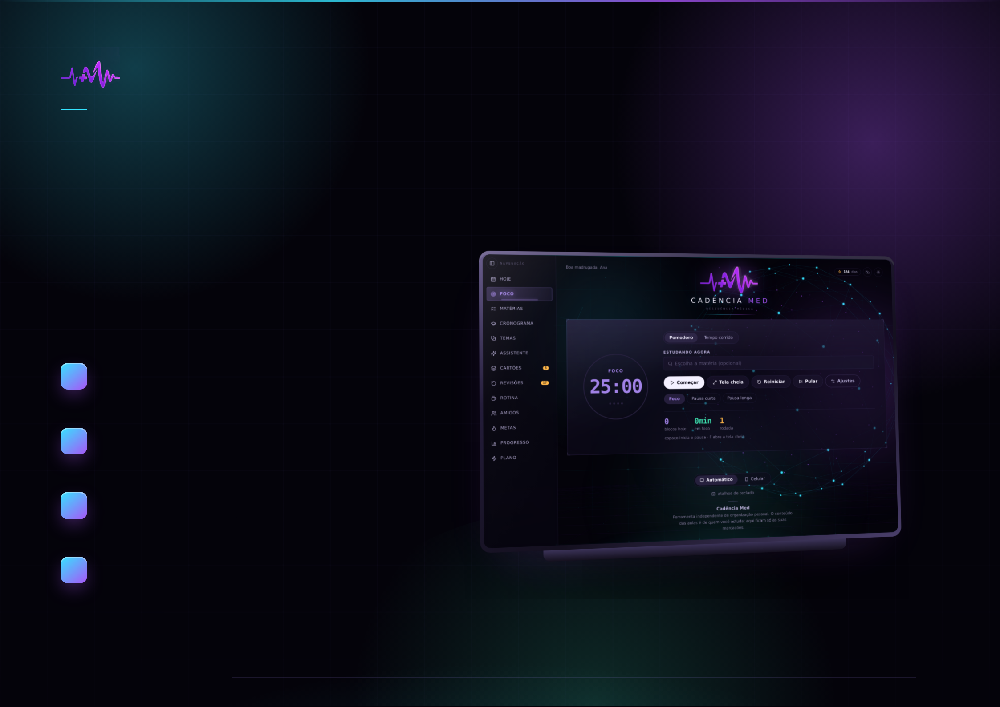 NAVEGAÇÃO
HOJE
FOCO
MATÉRIAS
CRONOGRAMA
TEMAS
ASSISTENTE
CARTÕES 5
REVISÕES 17
ROTINA
AMIGOS
METAS
PROGRESSO
PLANO
Boa madrugada, Ana
184 dias
CADÊNCIA MED
RESIDÊNCIA MÉDICA
FOCO
25:00
Pomodoro Tempo corrido
ESTUDANDO AGORA
Escolha a matéria (opcional)
Começar Tela cheia Reiniciar Pular Ajustes
Foco Pausa curta Pausa longa
0 0min 1
blocos hoje em foco rodada
espaço inicia e pausa · F abre a tela cheia
Automático Celular
atalhos de teclado
Cadência Med
Ferramenta independente de organização pessoal. O conteúdo
das aulas é de quem você estuda; aqui ficam só as suas
marcações.